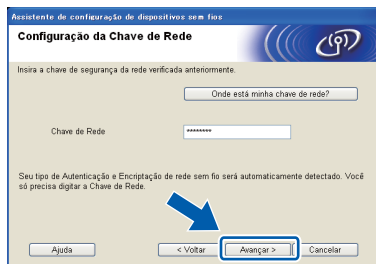 Assistente de configuração de dispositivos sem fios
Configuração da Chave de Rede
Insira a chave de segurança da rede verificada anteriormente.
Onde está minha chave de rede?
Chave de Rede
********
Seu tipo de Autenticação e Encriptação de rede sem fio será automaticamente detectado. Você
só precisa digitar a Chave de Rede.
Ajuda
< Voltar
Avançar >
Cancelar